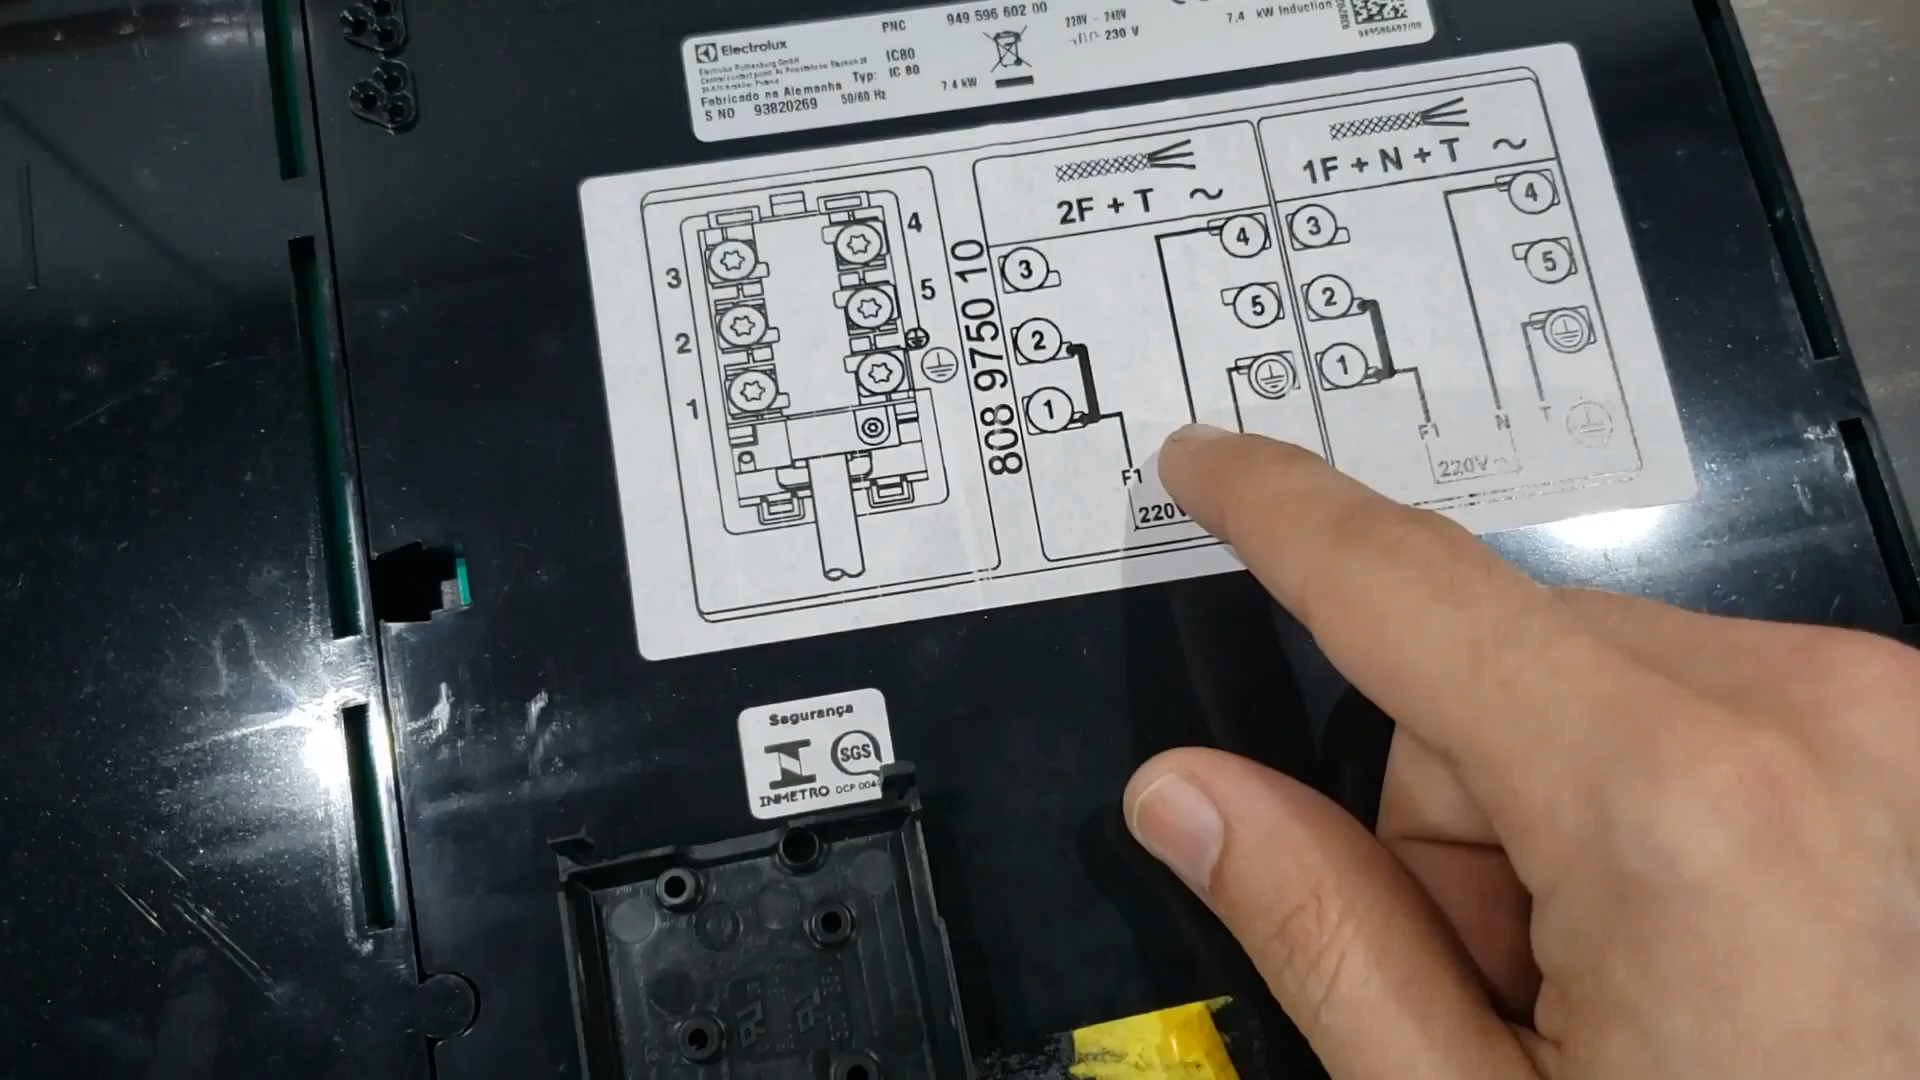 Electrolux
PNC 949 596 602 00
220V - 240V
230 V
7,4 kW Induction
IC80
Typ: IC 80
7.4 kW
Fabricado na Alemanha
S NO 93820269 50/60 Hz
3
2
1
4
5
808 9750 10
2F + T ~
3
2
1
4
5
F1
220V
1F + N + T ~
3
2
1
4
5
F1
N
T
220V ~
Segurança
SGS
INMETRO